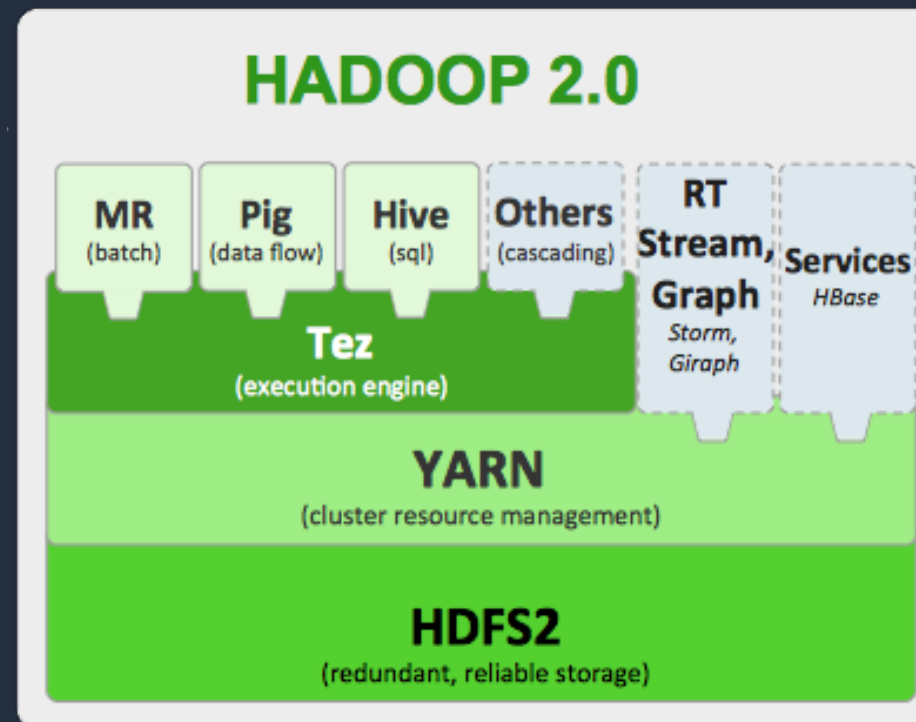 HADOOP 2.0
MR
(batch)
Pig
(data flow)
Hive
(sql)
Others
(cascading)
RT
Stream,
Graph
Storm,
Giraph
Services
HBase
Tez
(execution engine)
YARN
(cluster resource management)
HDFS2
(redundant, reliable storage)